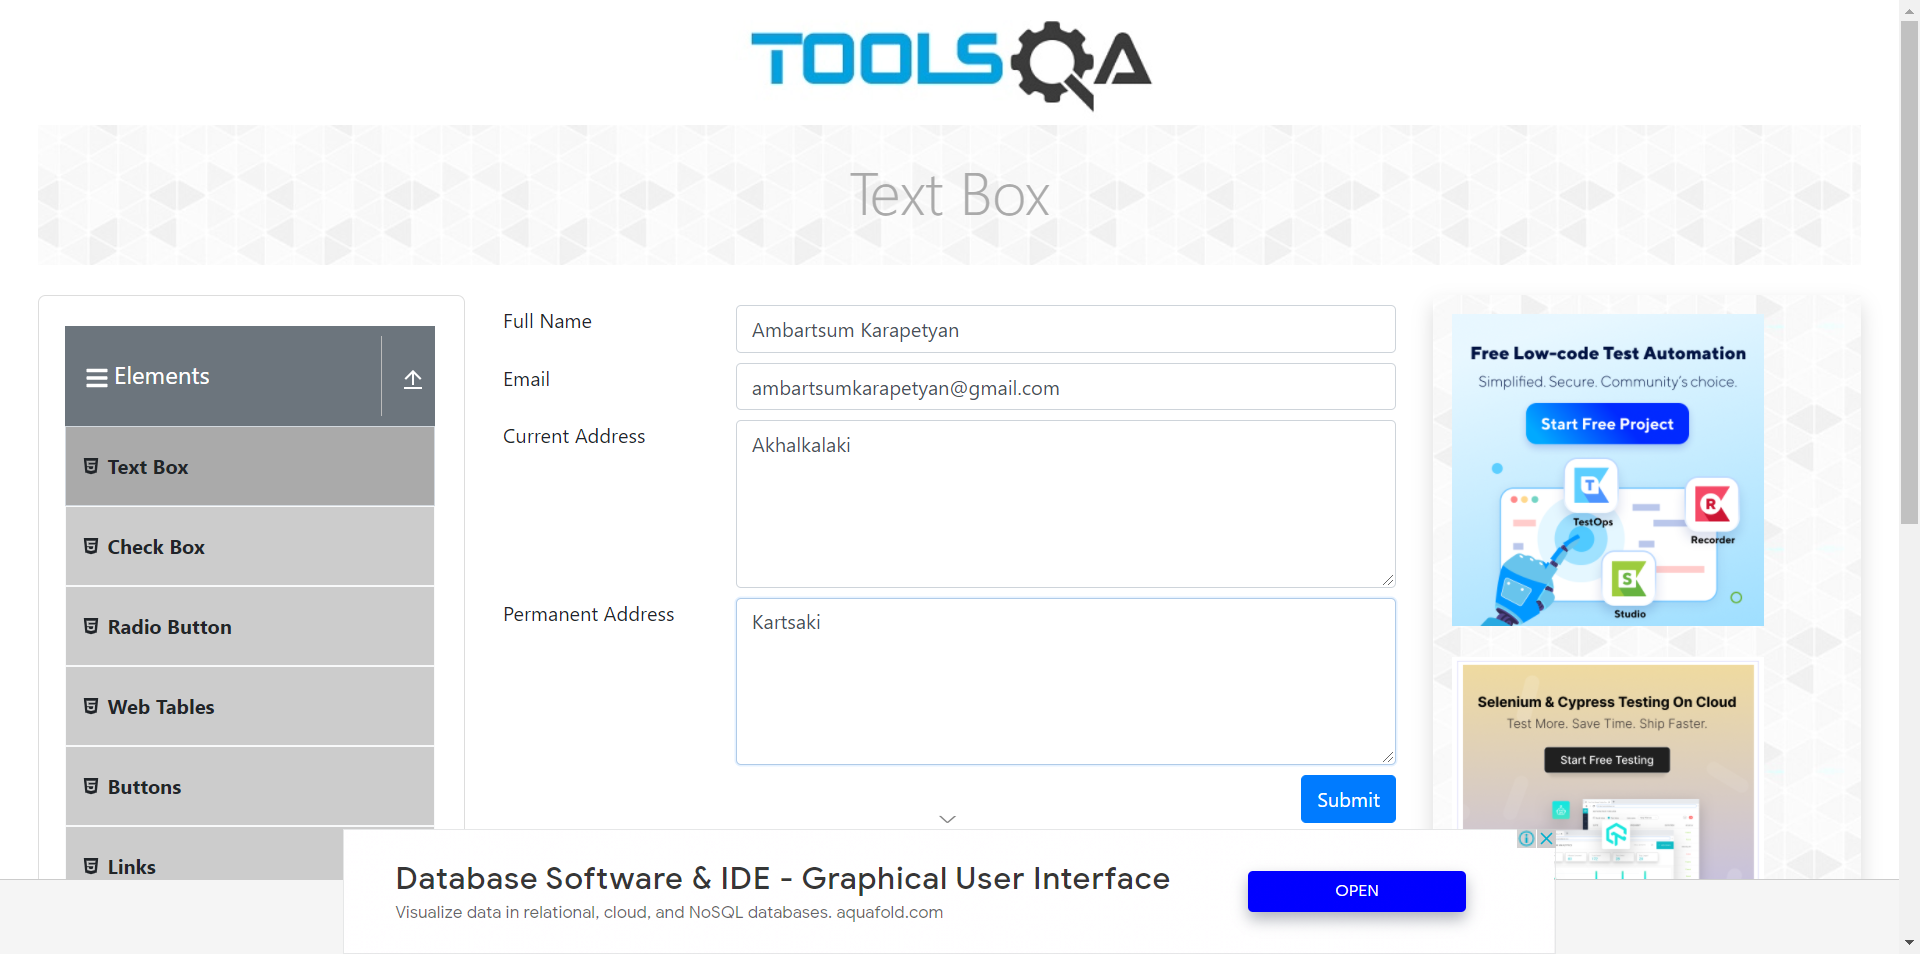 TOOLSQA
Text Box
Elements
Text Box
Check Box
Radio Button
Web Tables
Buttons
Links
Full Name
Ambartsum Karapetyan
Email
ambartsumkarapetyan@gmail.com
Current Address
Akhalkalaki
Permanent Address
Kartsaki
Submit
Free Low-code Test Automation
Simplified. Secure. Community's choice.
Start Free Project
TestOps
Recorder
Studio
Selenium & Cypress Testing On Cloud
Test More. Save Time. Ship Faster.
Start Free Testing
Database Software & IDE - Graphical User Interface
Visualize data in relational, cloud, and NoSQL databases. aquafold.com
OPEN